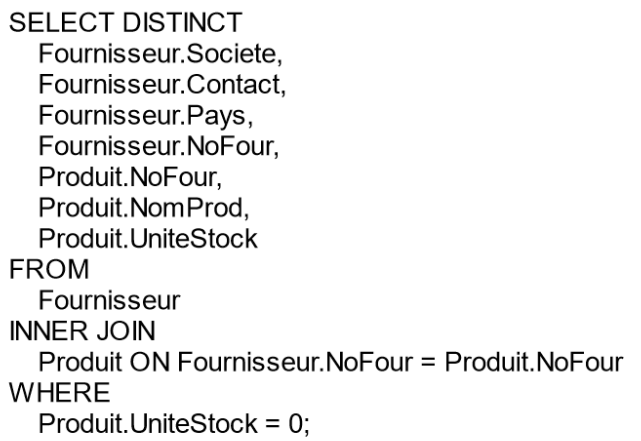 SELECT DISTINCT
Fournisseur.Societe,
Fournisseur.Contact,
Fournisseur.Pays,
Fournisseur.NoFour,
Produit.NoFour,
Produit.NomProd,
Produit.UniteStock
FROM
Fournisseur
INNER JOIN
Produit ON Fournisseur.NoFour = Produit.NoFour
WHERE
Produit.UniteStock = 0;